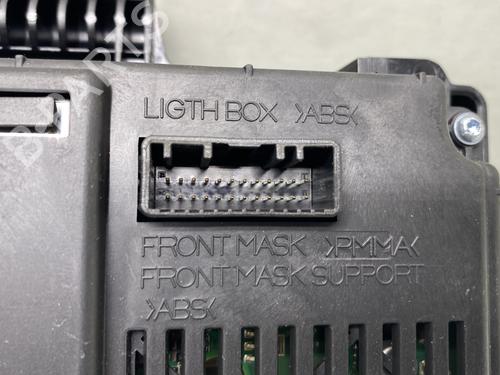 LIGTH BOX >ABS<
FRONT MASK >PMMA<
FRONT MASK SUPPORT
>ABS<